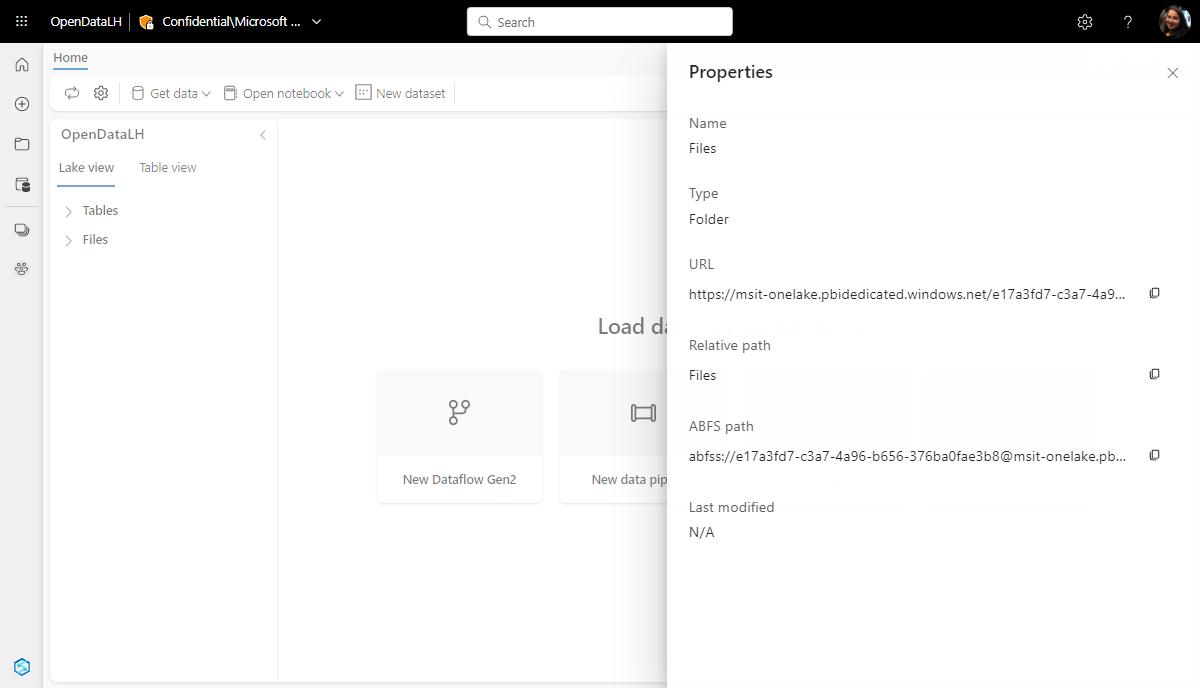 OpenDataLH
Confidential\Microsoft ...
Search
?
Home
Get data
Open notebook
New dataset
OpenDataLH
Lake view
Table view
Tables
Files
Load da
New Dataflow Gen2
New data pip
Properties
Name
Files
Type
Folder
URL
https://msit-onelake.pbidedicated.windows.net/e17a3fd7-c3a7-4a9...
Relative path
Files
ABFS path
abfss://e17a3fd7-c3a7-4a96-b656-376ba0fae3b8@msit-onelake.pb...
Last modified
N/A